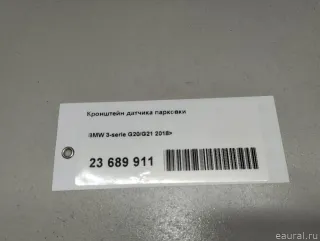 Кронштейн датчика парковки
BMW 3-serie G20/G21 2018>
23 689 911
eaural.ru